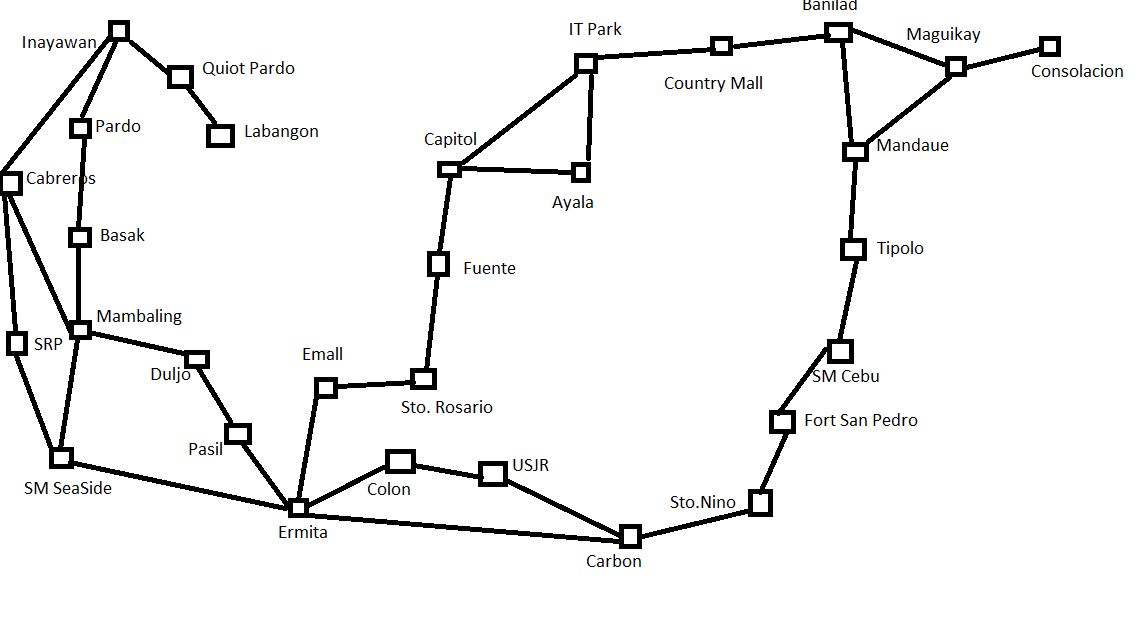 Banilad
IT Park
Maguikay
Inayawan
Quiot Pardo
Country Mall
Consolacion
Pardo
Labangon
Capitol
Mandaue
Cabreros
Ayala
Basak
Fuente
Tipolo
Mambaling
SRP
Emall
Duljo
SM Cebu
Sto. Rosario
Fort San Pedro
Pasil
USJR
SM SeaSide
Colon
Sto.Nino
Ermita
Carbon